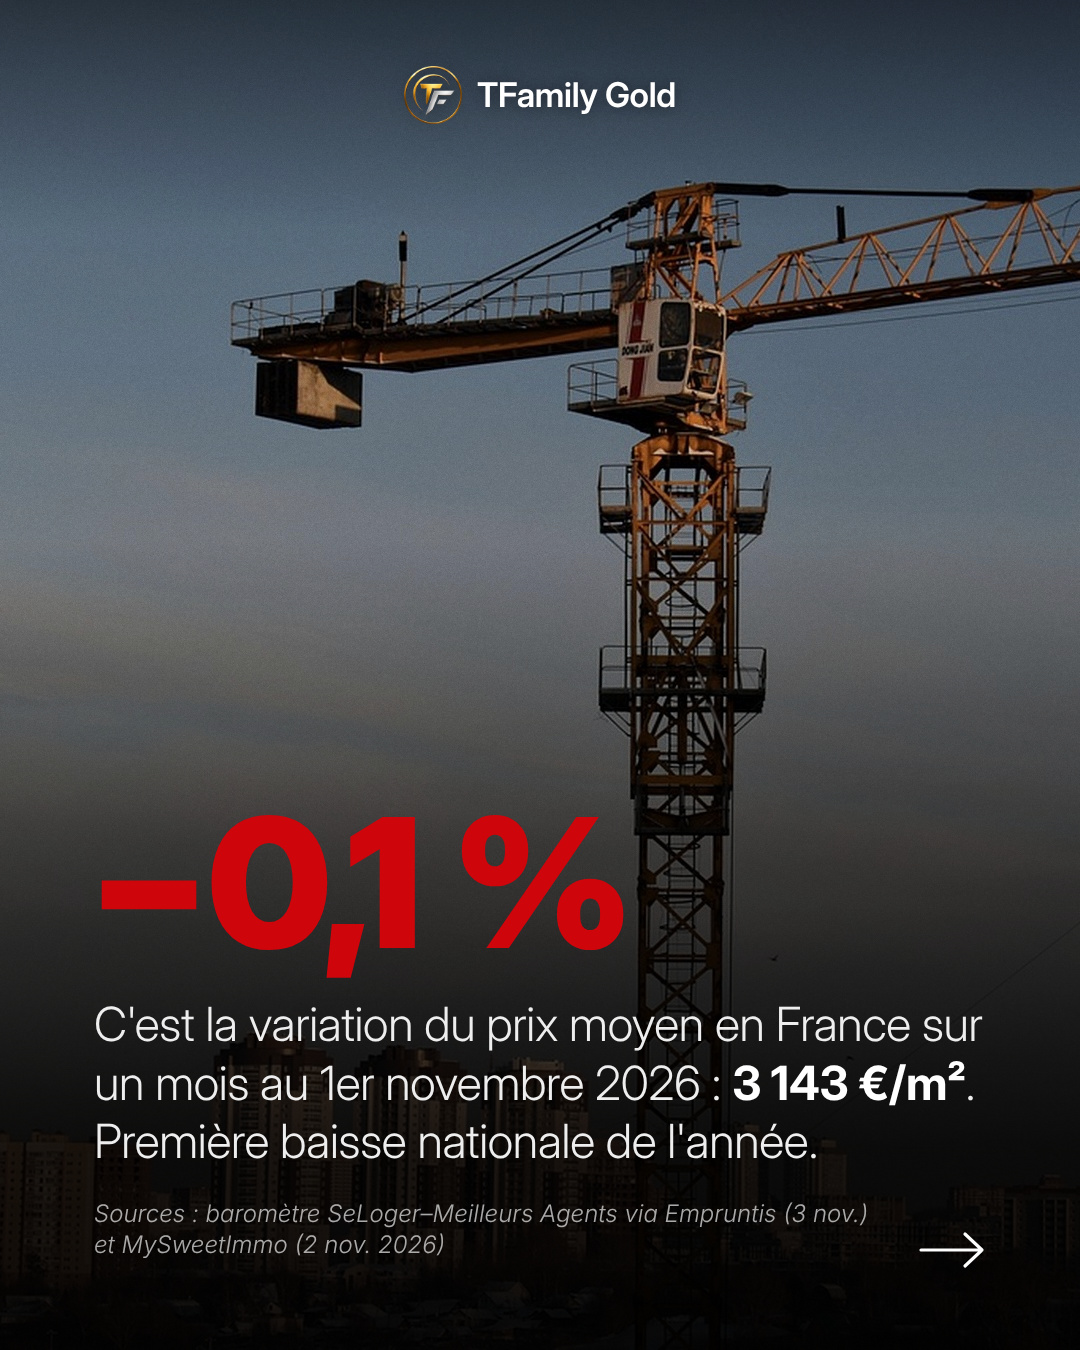 TFamily Gold
DONG JIAN
–0,1 %
C'est la variation du prix moyen en France sur
un mois au 1er novembre 2026 : 3 143 €/m².
Première baisse nationale de l'année.
Sources : baromètre SeLoger–Meilleurs Agents via Empruntis (3 nov.)
et MySweetImmo (2 nov. 2026)